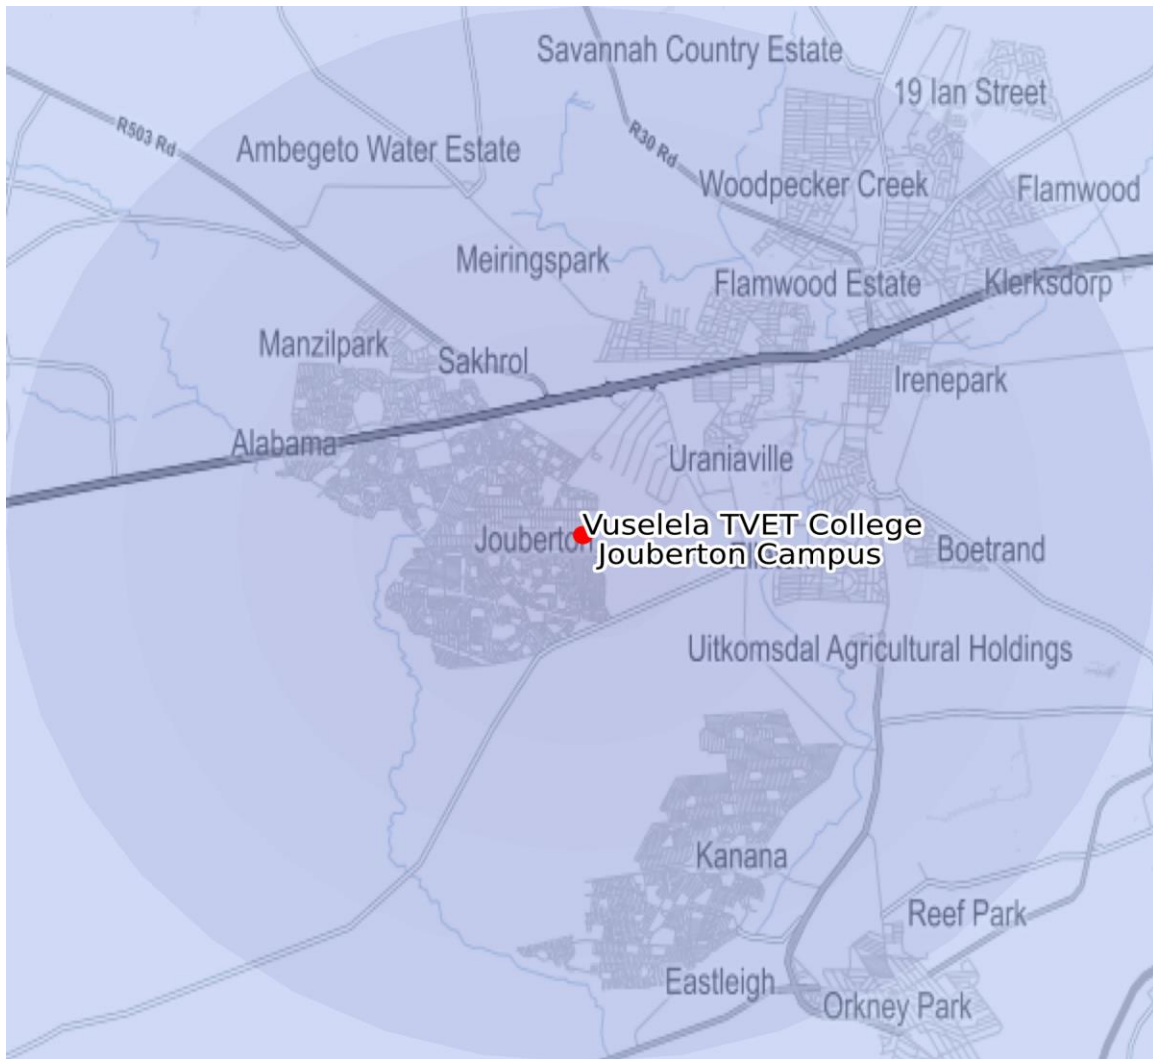 Savannah Country Estate
19 Ian Street
R503 Rd
R30 Rd
Ambegeto Water Estate
Woodpecker Creek
Flamwood
Meiringspark
Flamwood Estate
Klerksdorp
Manzilpark
Sakhrol
Irenepark
Alabama
Uraniaville
Vuselela TVET College
Jouberton Campus
Jouberton
Boetrand
Uitkomsdal Agricultural Holdings
Kanana
Reef Park
Eastleigh
Orkney Park